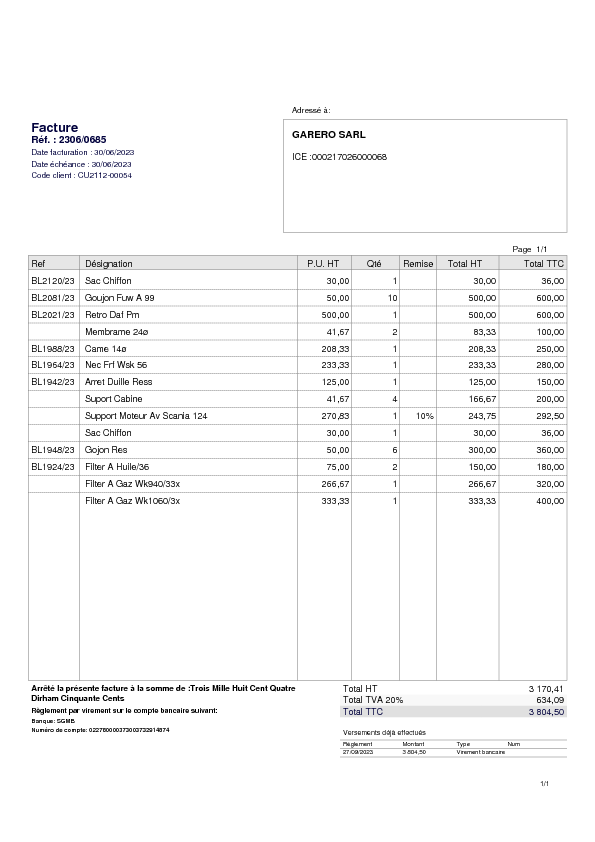 Adressé à:
Facture
Réf. : 2306/0685
Date facturation : 30/06/2023
Date échéance : 30/06/2023
Code client : CU2112-00054
GARERO SARL
ICE :000217026000068
Page 1/1
Ref Désignation P.U. HT Qté Remise Total HT Total TTC
BL2120/23 Sac Chiffon 30,00 1 30,00 36,00
BL2081/23 Goujon Fuw A 99 50,00 10 500,00 600,00
BL2021/23 Retro Daf Pm 500,00 1 500,00 600,00
Membrame 24ø 41,67 2 83,33 100,00
BL1988/23 Came 14ø 208,33 1 208,33 250,00
BL1964/23 Nec Frf Wsk 56 233,33 1 233,33 280,00
BL1942/23 Arret Duille Ress 125,00 1 125,00 150,00
Suport Cabine 41,67 4 166,67 200,00
Support Moteur Av Scania 124 270,83 1 10% 243,75 292,50
Sac Chiffon 30,00 1 30,00 36,00
BL1948/23 Gojon Res 50,00 6 300,00 360,00
BL1924/23 Filter A Huile/36 75,00 2 150,00 180,00
Filter A Gaz Wk940/33x 266,67 1 266,67 320,00
Filter A Gaz Wk1060/3x 333,33 1 333,33 400,00
Arrêté la présente facture à la somme de :Trois Mille Huit Cent Quatre
Dirham Cinquante Cents
Règlement par virement sur le compte bancaire suivant:
Banque: SGMB
Total HT 3 170,41
Total TVA 20% 634,09
Total TTC 3 804,50
Numéro de compte:
Versements déjà effectués
Règlement Montant Type Num
27/09/2023 3 804,50 Virement bancaire
1/1